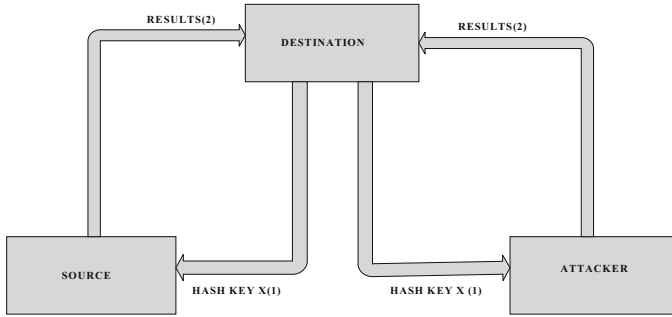 RESULTS(2)
RESULTS(2)
DESTINATION
SOURCE
ATTACKER
HASH KEY X(1)
HASH KEY X (1)